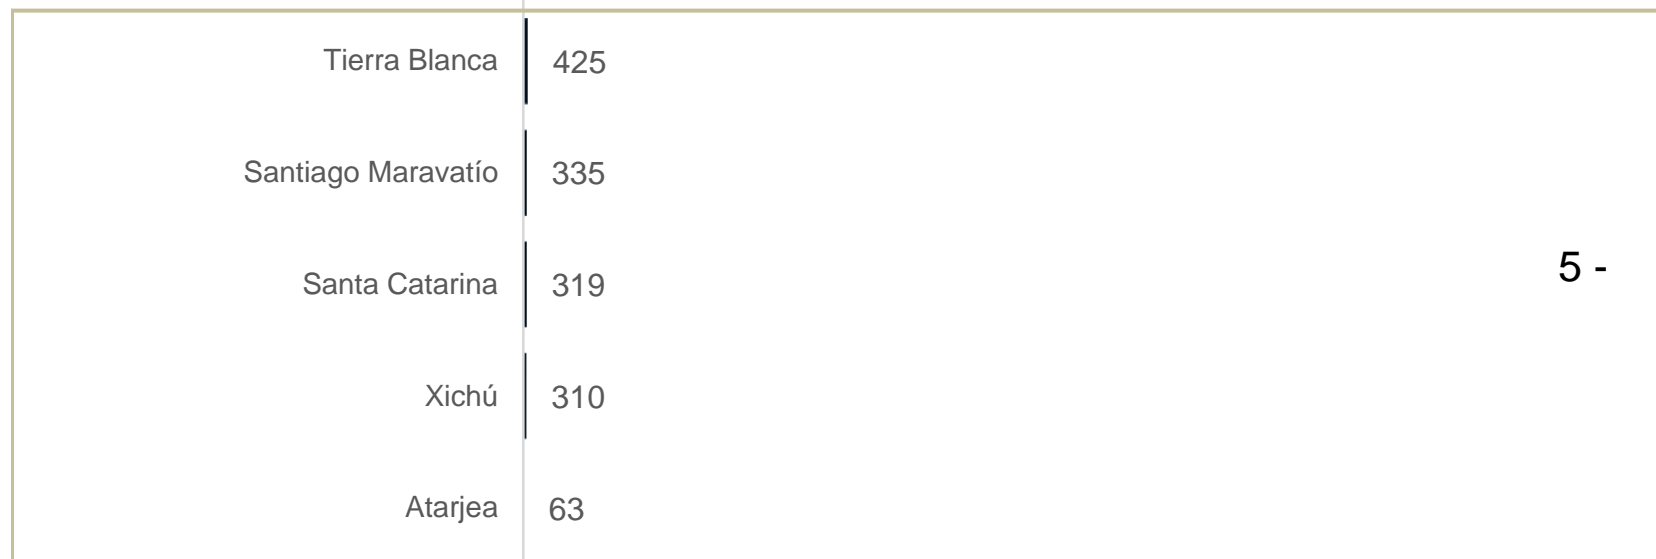 Tierra Blanca 425
Santiago Maravatío 335
Santa Catarina 319
5 -
Xichú 310
Atarjea 63